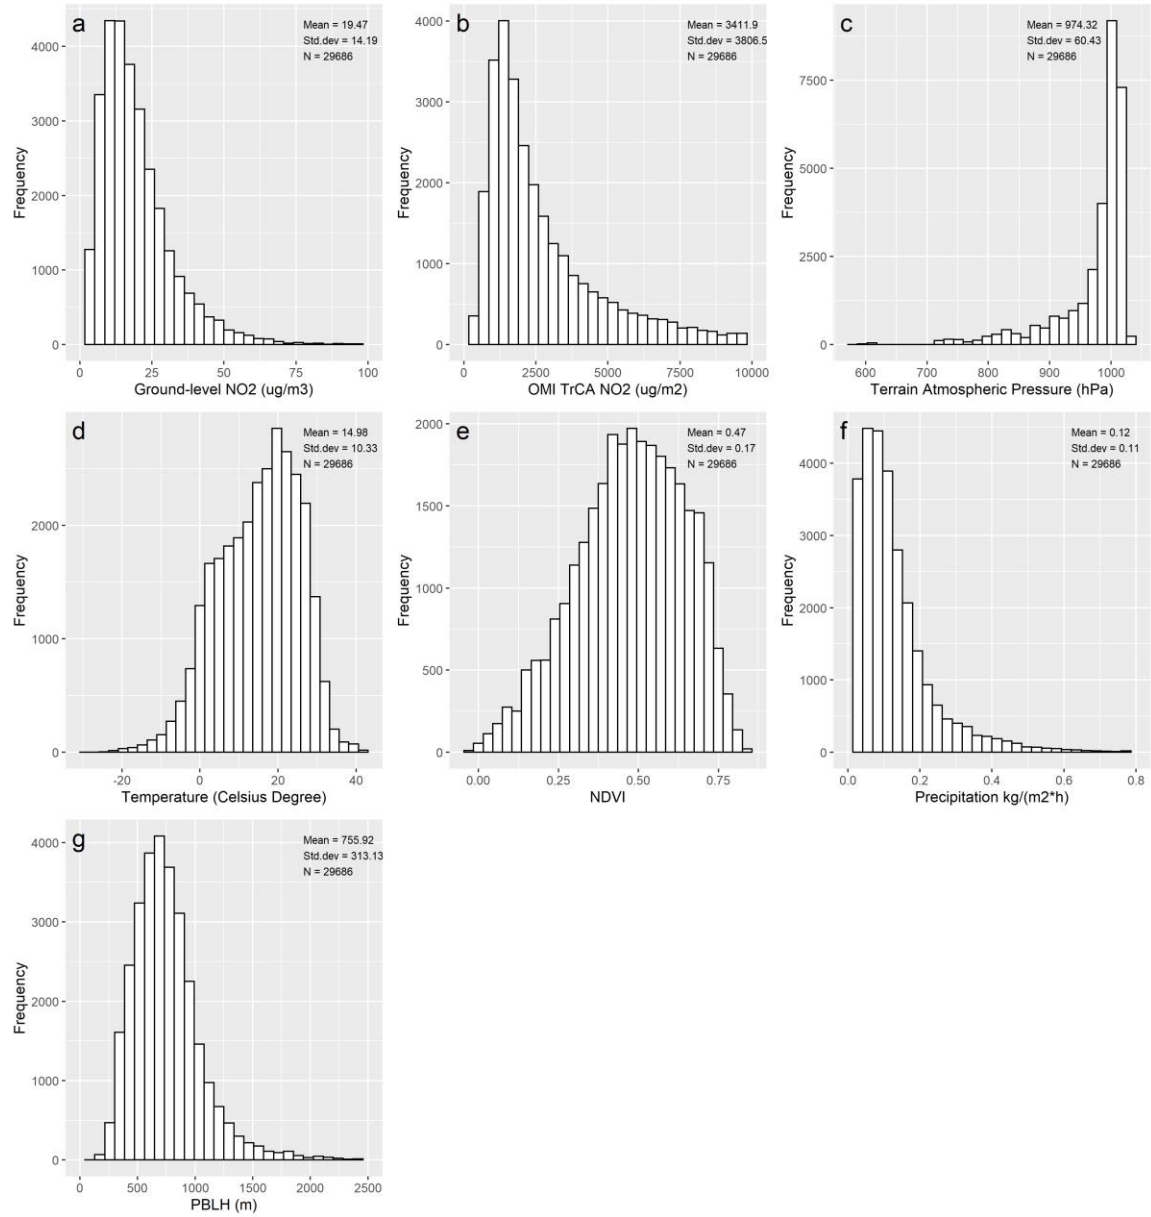 a
Mean = 19.47
Std.dev = 14.19
N = 29686
Frequency
4000
3000
2000
1000
0
0 25 50 75 100
Ground-level NO2 (ug/m3)
b
Mean = 3411.9
Std.dev = 3806.5
N = 29686
Frequency
4000
3000
2000
1000
0
0 2500 5000 7500 10000
OMI TrCA NO2 (ug/m2)
c
Mean = 974.32
Std.dev = 60.43
N = 29686
Frequency
7500
5000
2500
0
600 700 800 900 1000
Terrain Atmospheric Pressure (hPa)
d
Mean = 14.98
Std.dev = 10.33
N = 29686
Frequency
2000
1000
0
-20 0 20 40
Temperature (Celsius Degree)
e
Mean = 0.47
Std.dev = 0.17
N = 29686
Frequency
2000
1500
1000
500
0
0.00 0.25 0.50 0.75
NDVI
f
Mean = 0.12
Std.dev = 0.11
N = 29686
Frequency
4000
3000
2000
1000
0
0.0 0.2 0.4 0.6 0.8
Precipitation kg/(m2*h)
g
Mean = 755.92
Std.dev = 313.13
N = 29686
Frequency
4000
3000
2000
1000
0
0 500 1000 1500 2000 2500
PBLH (m)